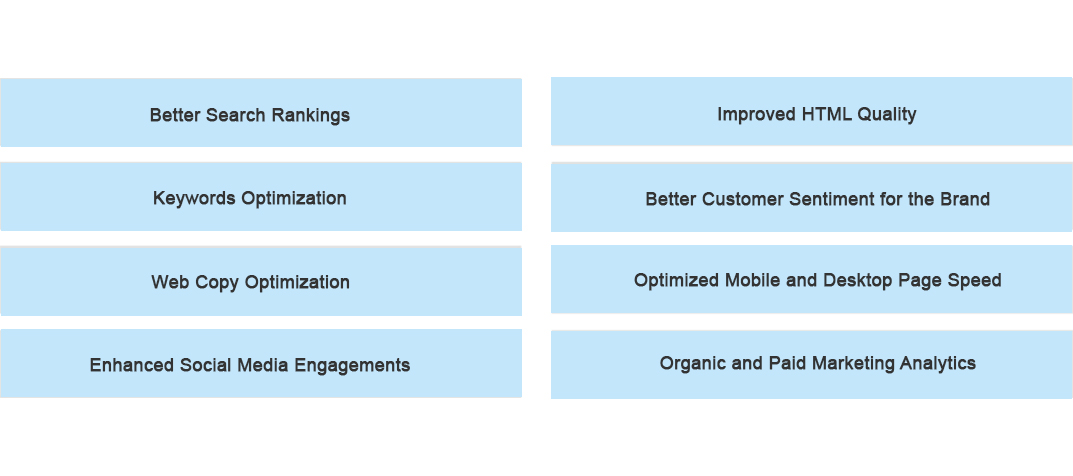 Better Search Rankings
Improved HTML Quality
Keywords Optimization
Better Customer Sentiment for the Brand
Web Copy Optimization
Optimized Mobile and Desktop Page Speed
Enhanced Social Media Engagements
Organic and Paid Marketing Analytics